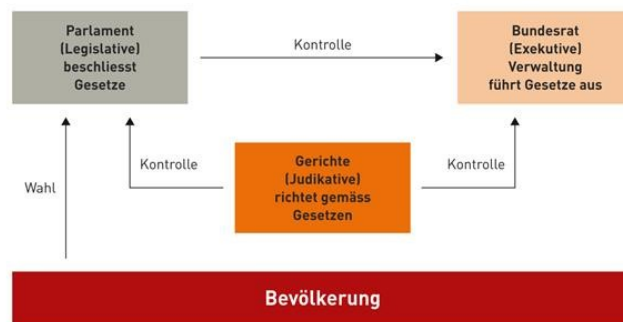 Parlament
(Legislative)
beschliesst
Gesetze
Kontrolle
Bundesrat
(Exekutive)
Verwaltung
führt Gesetze aus
Wahl
Kontrolle
Gerichte
(Judikative)
richtet gemäss
Gesetzen
Kontrolle
Bevölkerung